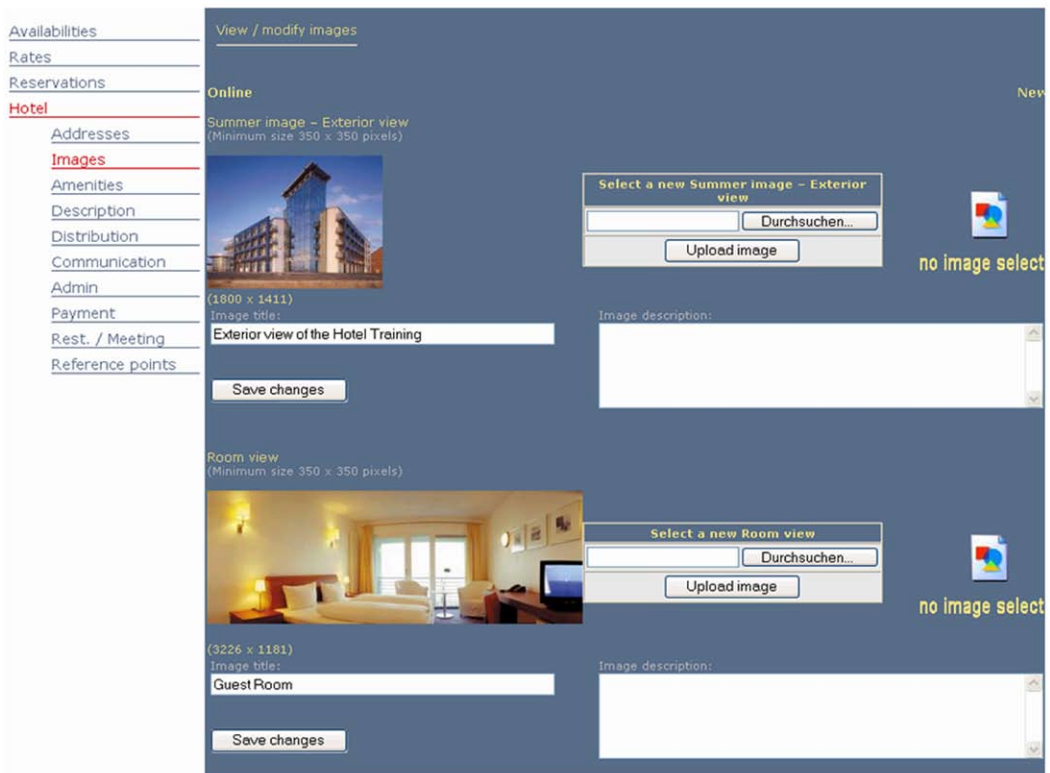 Availabilities
Rates
Reservations
Hotel
Addresses
Images
Amenities
Description
Distribution
Communication
Admin
Payment
Rest. / Meeting
Reference points
View / modify images
Online
New
Summer image – Exterior view
(Minimum size 350 x 350 pixels)
Select a new Summer image – Exterior
view
Durchsuchen...
Upload image
no image select
(1800 x 1411)
Image title:
Exterior view of the Hotel Training
Image description:
Save changes
Room view
(Minimum size 350 x 350 pixels)
Select a new Room view
Durchsuchen...
Upload image
no image select
(3226 x 1181)
Image title:
Guest Room
Image description:
Save changes